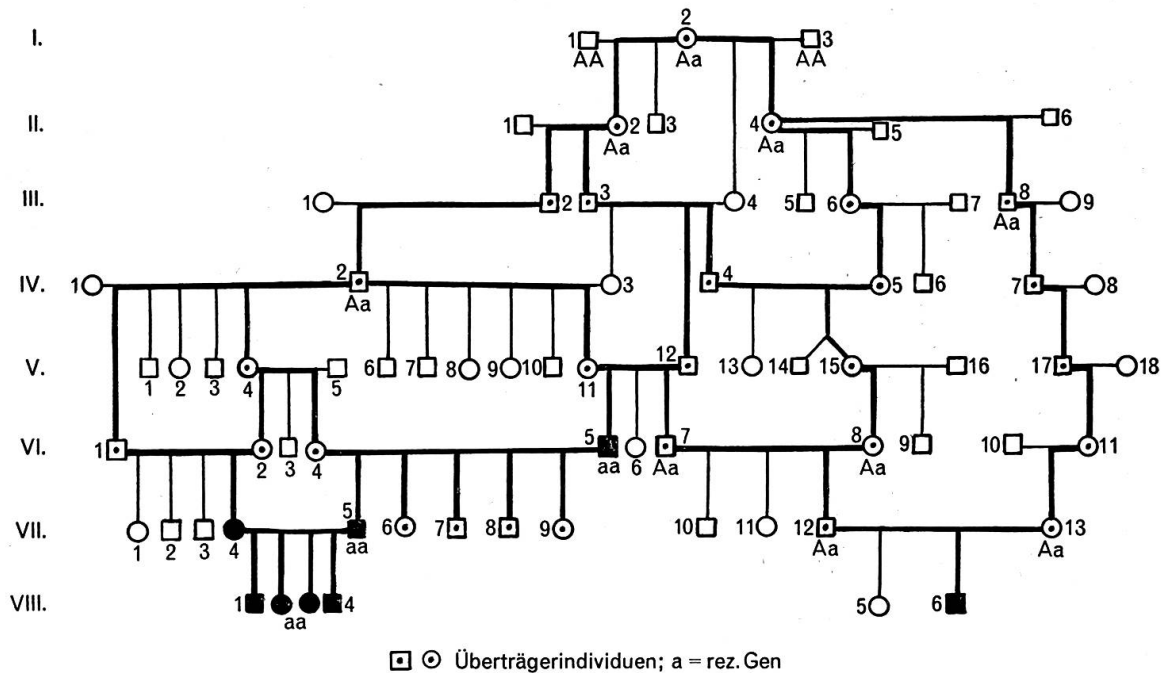 I. 1 2 3
AA Aa AA
II. 1 2 3 4 5 6
Aa Aa
III. 1 2 3 4 5 6 7 8 9
Aa
IV. 1 2 3 4 5 6 7 8
Aa
V. 1 2 3 4 5 6 7 8 9 10 11 12 13 14 15 16 17 18
VI. 1 2 3 4 5 6 7 8 9 10 11
aa Aa Aa
VII. 1 2 3 4 5 6 7 8 9 10 11 12 13
aa Aa Aa
VIII. 1 4 5 6
aa
Überträgerindividuen; a = rez. Gen